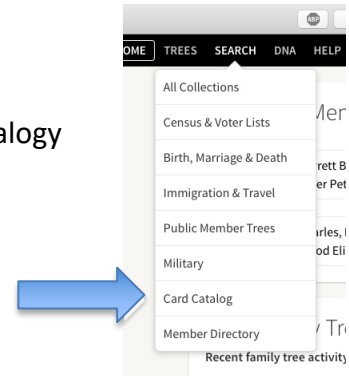 ABP
OME TREES SEARCH DNA HELP
All Collections
Census & Voter Lists
alogy
Birth, Marriage & Death
Immigration & Travel
Public Member Trees
Military
Card Catalog
Member Directory
Recent family tree activity